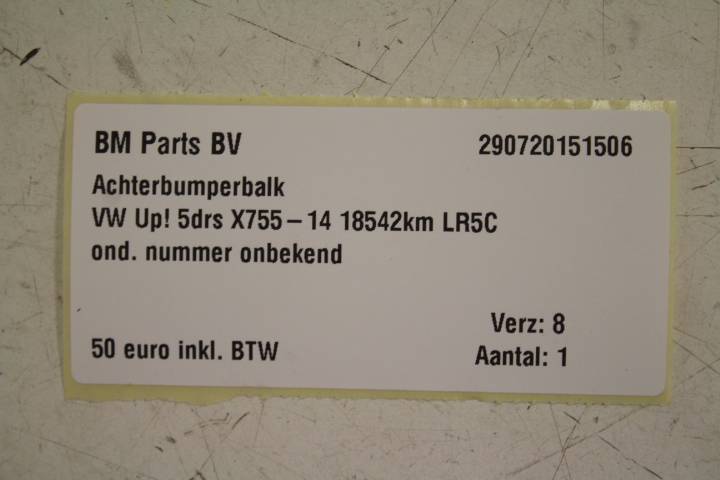 BM Parts BV 290720151506
Achterbumperbalk
VW Up! 5drs X755-14 18542km LR5C
ond. nummer onbekend
Verz: 8
50 euro inkl. BTW Aantal: 1